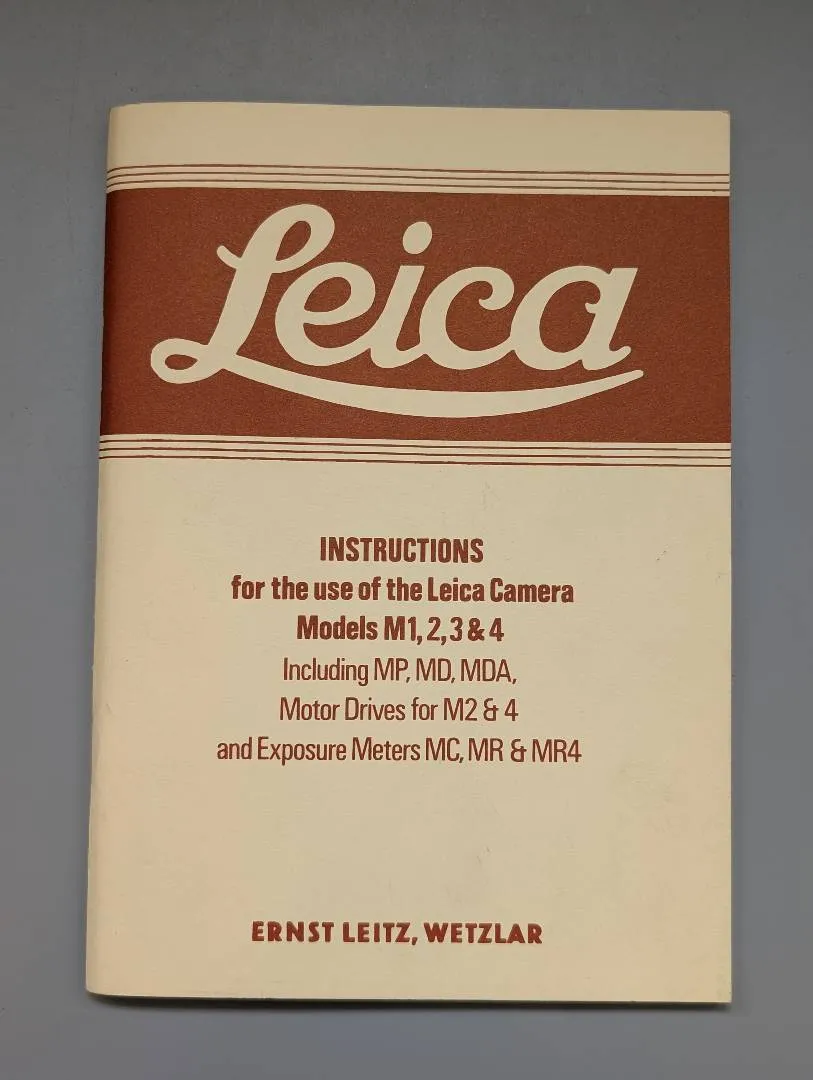 Leica
INSTRUCTIONS
for the use of the Leica Camera
Models M1, 2, 3 & 4
Including MP, MD, MDA,
Motor Drives for M2 & 4
and Exposure Meters MC, MR & MR4
ERNST LEITZ, WETZLAR